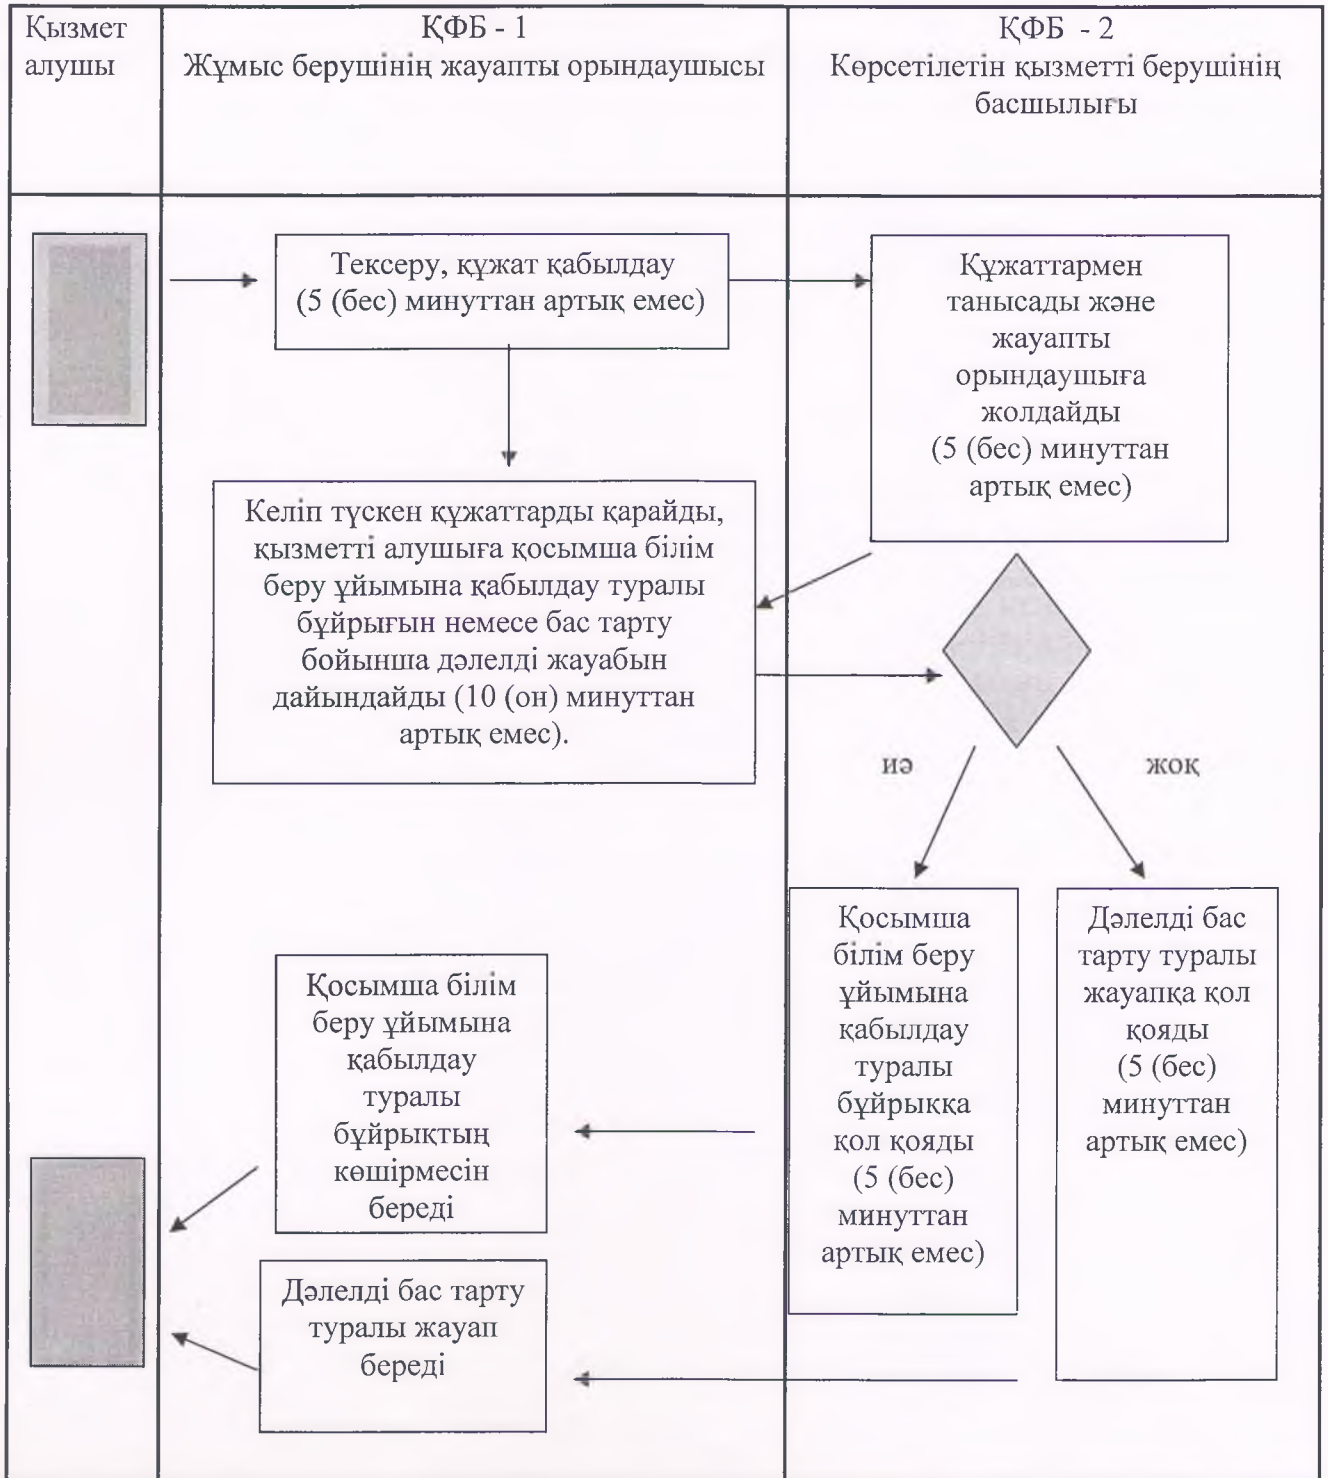 Қызмет
алушы
ҚФБ - 1
Жұмыс берушінің жауапты орындаушысы
ҚФБ - 2
Көрсетілетін қызметті берушінің
басшылығы
Тексеру, құжат қабылдау
(5 (бес) минуттан артық емес)
Құжаттармен
танысады және
жауапты
орындаушыға
жолдайды
(5 (бес) минуттан
артық емес)
Келіп түскен құжаттарды қарайды,
қызметті алушыға қосымша білім
беру ұйымына қабылдау туралы
бұйрығын немесе бас тарту
бойынша дәлелді жауабын
дайындайды (10 (он) минуттан
артық емес).
иә
жоқ
Қосымша
білім беру
ұйымына
қабылдау
туралы
бұйрыққа
қол қояды
(5 (бес)
минуттан
артық емес)
Дәлелді бас
тарту туралы
жауапқа қол
қояды
(5 (бес)
минуттан
артық емес)
Қосымша білім
беру ұйымына
қабылдау
туралы
бұйрықтың
көшірмесін
береді
Дәлелді бас тарту
туралы жауап
береді